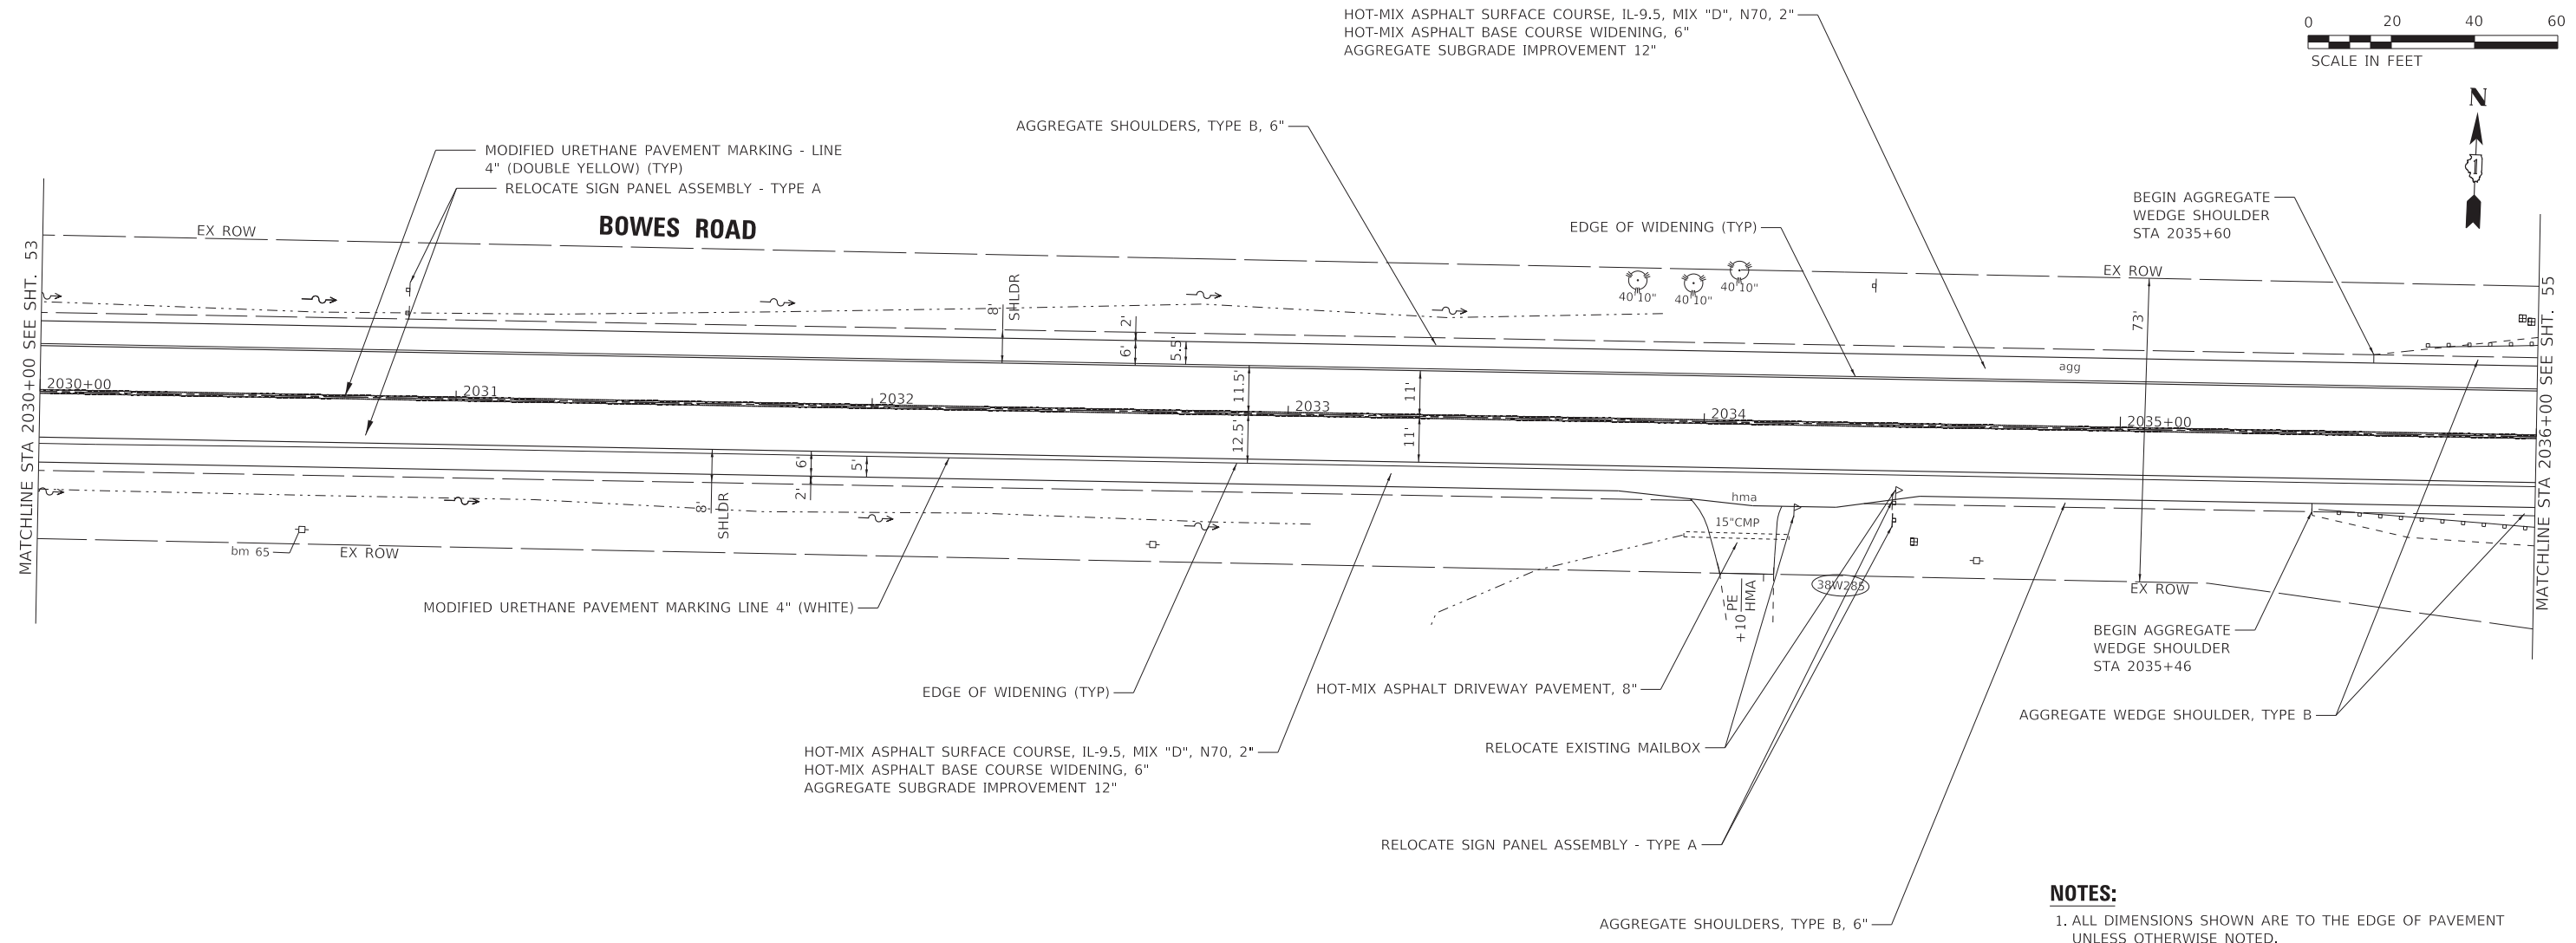 HOT-MIX ASPHALT SURFACE COURSE, IL-9.5, MIX "D", N70, 2"
HOT-MIX ASPHALT BASE COURSE WIDENING, 6"
AGGREGATE SUBGRADE IMPROVEMENT 12"
0 20 40 60
SCALE IN FEET
N
1
AGGREGATE SHOULDERS, TYPE B, 6"
MODIFIED URETHANE PAVEMENT MARKING - LINE
4" (DOUBLE YELLOW) (TYP)
RELOCATE SIGN PANEL ASSEMBLY - TYPE A
BEGIN AGGREGATE
WEDGE SHOULDER
STA 2035+60
EX ROW
BOWES ROAD
EDGE OF WIDENING (TYP)
EX ROW
MATCHLINE STA 2030+00 SEE SHT. 53
MATCHLINE STA 2036+00 SEE SHT. 55
40'10"
40'10"
40'10"
8'
SHLDR
2'
6'
5.5'
73'
agg
11.5'
11'
2030+00
2031
2032
2033
2034
2035+00
12.5'
11'
6'
5'
2'
8'
SHLDR
hma
15"CMP
bm 65
EX ROW
38W285
EX ROW
+10 PE
HMA
MODIFIED URETHANE PAVEMENT MARKING LINE 4" (WHITE)
BEGIN AGGREGATE
WEDGE SHOULDER
STA 2035+46
EDGE OF WIDENING (TYP)
HOT-MIX ASPHALT DRIVEWAY PAVEMENT, 8"
AGGREGATE WEDGE SHOULDER, TYPE B
HOT-MIX ASPHALT SURFACE COURSE, IL-9.5, MIX "D", N70, 2"
HOT-MIX ASPHALT BASE COURSE WIDENING, 6"
AGGREGATE SUBGRADE IMPROVEMENT 12"
RELOCATE EXISTING MAILBOX
RELOCATE SIGN PANEL ASSEMBLY - TYPE A
AGGREGATE SHOULDERS, TYPE B, 6"
NOTES:
1. ALL DIMENSIONS SHOWN ARE TO THE EDGE OF PAVEMENT
UNLESS OTHERWISE NOTED.